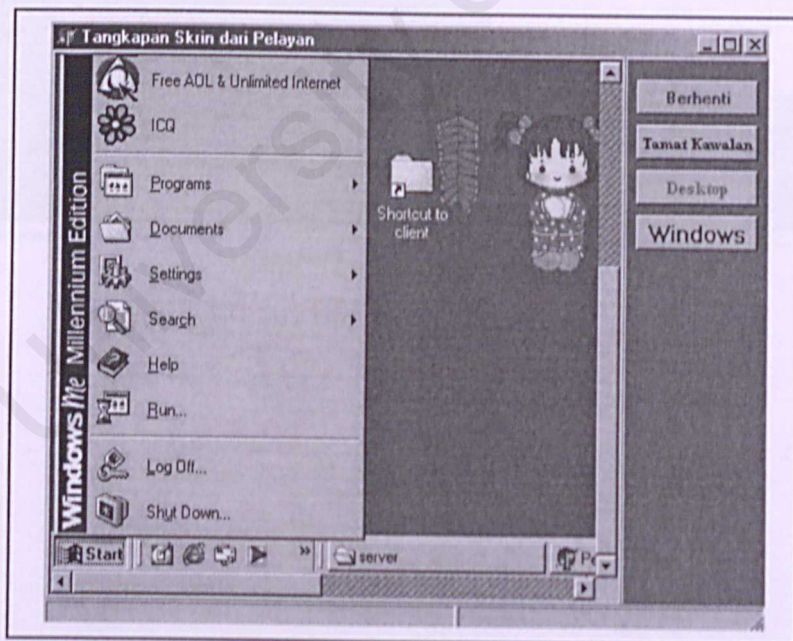 Tangkapan Skrin dari Pelayan
Free AOL & Unlimited Internet
ICQ
Programs
Documents
Settings
Search
Help
Run...
Log Off...
Shut Down...
Windows Me Millennium Edition
Shortcut to
client
Berhenti
Tamat Kawalan
Desktop
Windows
Start
server